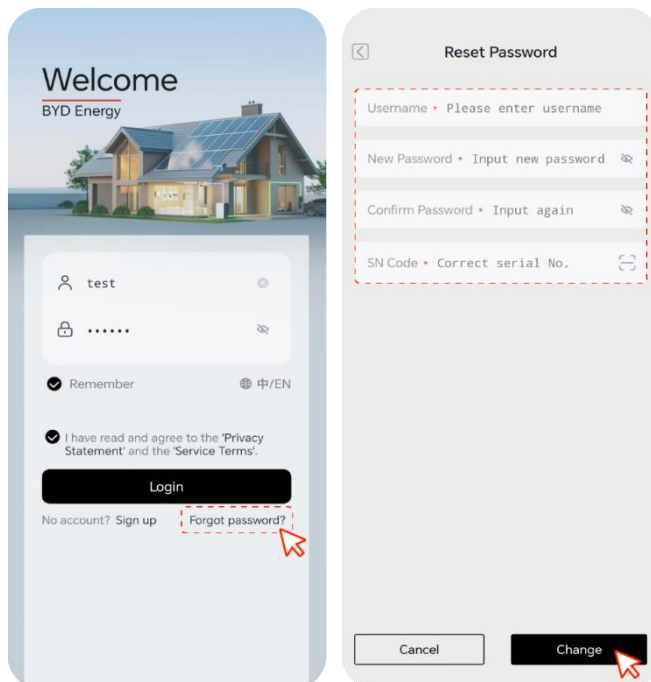 Welcome
BYD Energy
test
••••••
Remember
中/EN
I have read and agree to the 'Privacy
Statement' and the 'Service Terms'.
Login
No account? Sign up
Forgot password?
Reset Password
Username * Please enter username
New Password * Input new password
Confirm Password * Input again
SN Code * Correct serial No.
Cancel
Change